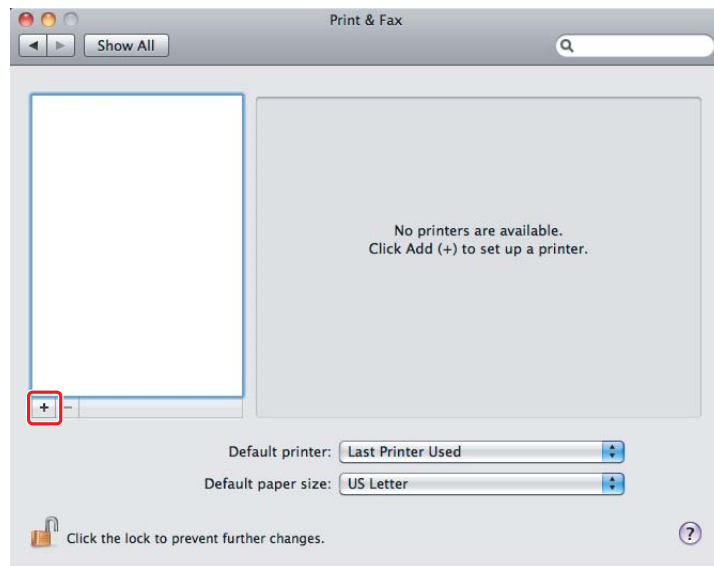 Print & Fax
Show All
No printers are available.
Click Add (+) to set up a printer.
+ −
Default printer: Last Printer Used
Default paper size: US Letter
Click the lock to prevent further changes.
?